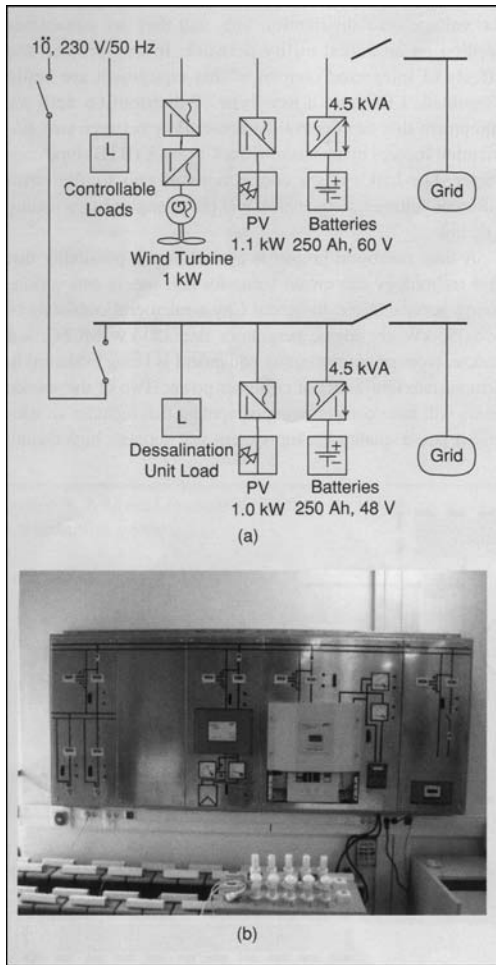 1Ö, 230 V/50 Hz
4.5 kVA
L
Controllable
Loads
G
Grid
PV
Batteries
Wind Turbine
1.1 kW
250 Ah, 60 V
1 kW
4.5 kVA
L
Dessalination
Unit Load
PV
Batteries
Grid
1.0 kW
250 Ah, 48 V
(a)
(b)